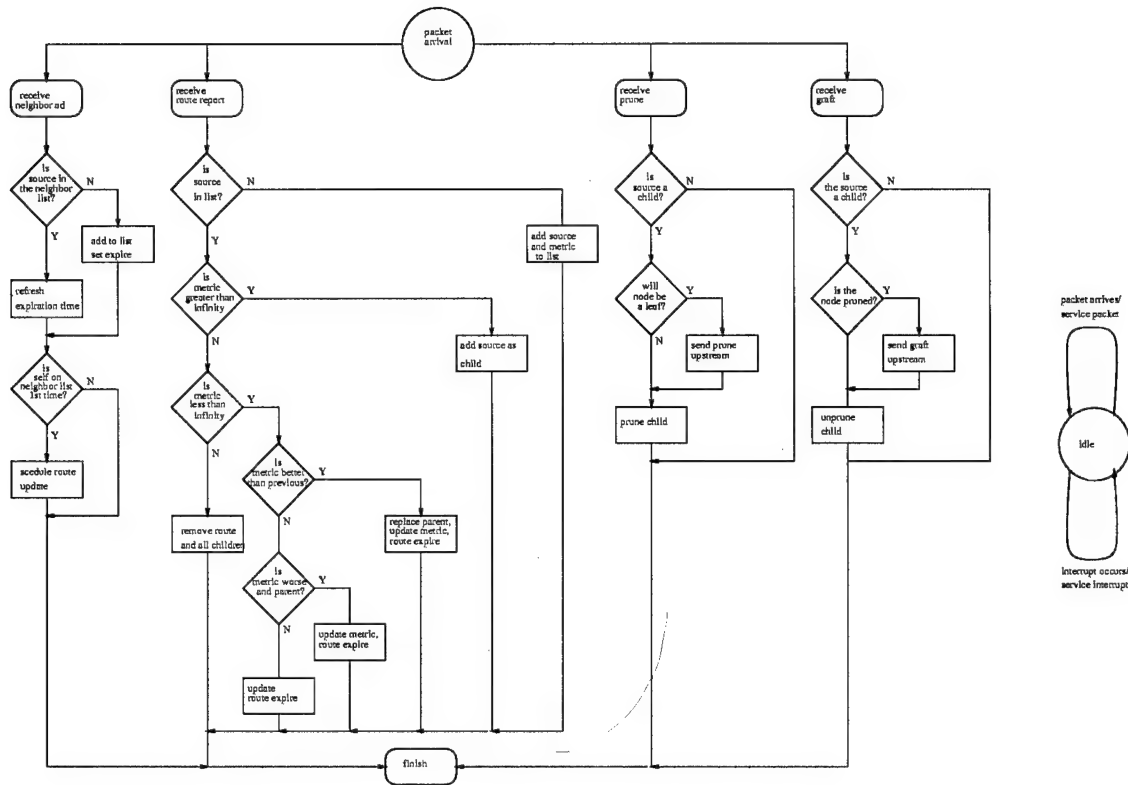 packet
arrival
receive
neighbor ad
receive
route report
receive
prune
receive
graft
is
source in
the neighbor
list?
N
Y
add to list
set expire
refresh
expiration time
is
self on
neighbor list
1st time?
N
Y
scedule route
update
is
source
in list?
N
Y
add source
and metric
to list
is
metric
greater than
infinity
Y
N
add source as
child
is
metric
less than
infinity
Y
N
remove route
and all children
is
metric better
than previous?
Y
N
replace parent,
update metric,
route expire
is
metric worse
and parent?
Y
N
update metric,
route expire
update
route expire
is
source a
child?
N
Y
will
node be
a leaf?
Y
N
send prune
upstream
prune child
is
the source
a child?
N
Y
is the
node pruned?
Y
N
send graft
upstream
unprune
child
finish
packet arrives/
service packet
idle
interrupt occurs/
service interrupt